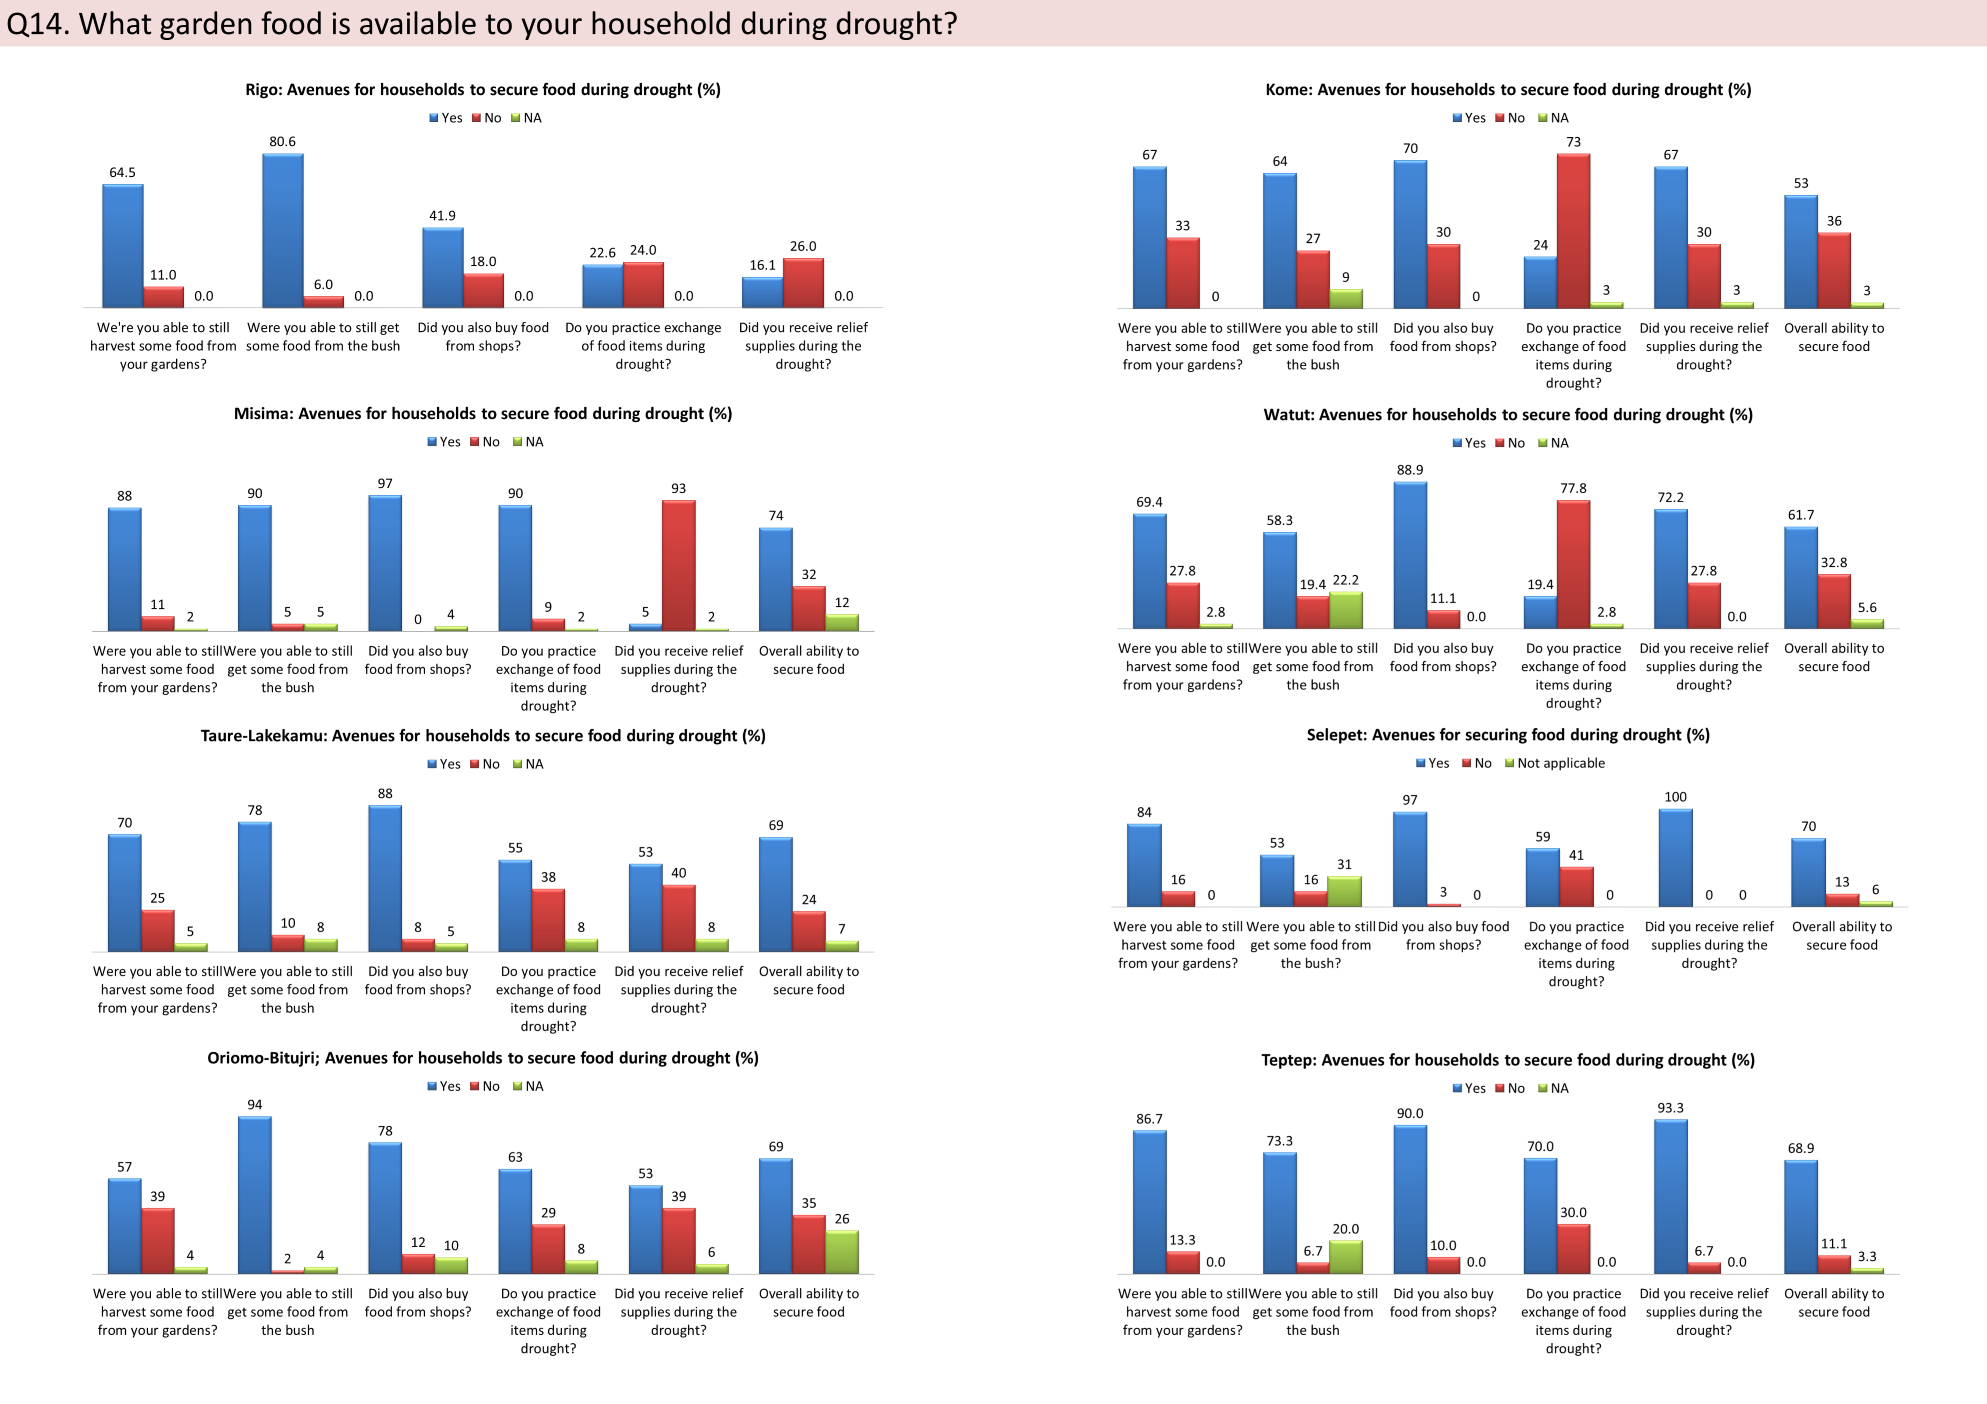 Q14. What garden food is available to your household during drought?
Rigo: Avenues for households to secure food during drought (%)
Yes No NA
64.5 11.0 0.0 80.6 6.0 0.0 41.9 18.0 0.0 22.6 24.0 0.0 16.1 26.0 0.0
We're you able to still
harvest some food from
your gardens?
Were you able to still get
some food from the bush
Did you also buy food
from shops?
Do you practice exchange
of food items during
drought?
Did you receive relief
supplies during the
drought?
Kome: Avenues for households to secure food during drought (%)
Yes No NA
67 33 0 64 27 9 70 30 0 24 73 3 67 30 3 53 36 3
Were you able to still
harvest some food
from your gardens?
Were you able to still
get some food from
the bush
Did you also buy
food from shops?
Do you practice
exchange of food
items during
drought?
Did you receive relief
supplies during the
drought?
Overall ability to
secure food
Misima: Avenues for households to secure food during drought (%)
Yes No NA
88 11 2 90 5 5 97 0 4 90 9 2 5 93 2 74 32 12
Were you able to still
harvest some food
from your gardens?
Were you able to still
get some food from
the bush
Did you also buy
food from shops?
Do you practice
exchange of food
items during
drought?
Did you receive relief
supplies during the
drought?
Overall ability to
secure food
Watut: Avenues for households to secure food during drought (%)
Yes No NA
69.4 27.8 2.8 58.3 19.4 22.2 88.9 11.1 0.0 19.4 77.8 2.8 72.2 27.8 0.0 61.7 32.8 5.6
Were you able to still
harvest some food
from your gardens?
Were you able to still
get some food from
the bush
Did you also buy
food from shops?
Do you practice
exchange of food
items during
drought?
Did you receive relief
supplies during the
drought?
Overall ability to
secure food
Taure-Lakekamu: Avenues for households to secure food during drought (%)
Yes No NA
70 25 5 78 10 8 88 8 5 55 38 8 53 40 8 69 24 7
Were you able to still
harvest some food
from your gardens?
Were you able to still
get some food from
the bush
Did you also buy
food from shops?
Do you practice
exchange of food
items during
drought?
Did you receive relief
supplies during the
drought?
Overall ability to
secure food
Selepet: Avenues for securing food during drought (%)
Yes No Not applicable
84 16 0 53 16 31 97 3 0 59 41 0 100 0 0 70 13 6
Were you able to still
harvest some food
from your gardens?
Were you able to still
get some food from
the bush?
Did you also buy food
from shops?
Do you practice
exchange of food
items during
drought?
Did you receive relief
supplies during the
drought?
Overall ability to
secure food
Oriomo-Bitujri; Avenues for households to secure food during drought (%)
Yes No NA
57 39 4 94 2 4 78 12 10 63 29 8 53 39 6 69 35 26
Were you able to still
harvest some food
from your gardens?
Were you able to still
get some food from
the bush
Did you also buy
food from shops?
Do you practice
exchange of food
items during
drought?
Did you receive relief
supplies during the
drought?
Overall ability to
secure food
Teptep: Avenues for households to secure food during drought (%)
Yes No NA
86.7 13.3 0.0 73.3 6.7 20.0 90.0 10.0 0.0 70.0 30.0 0.0 93.3 6.7 0.0 68.9 11.1 3.3
Were you able to still
harvest some food
from your gardens?
Were you able to still
get some food from
the bush
Did you also buy
food from shops?
Do you practice
exchange of food
items during
drought?
Did you receive relief
supplies during the
drought?
Overall ability to
secure food